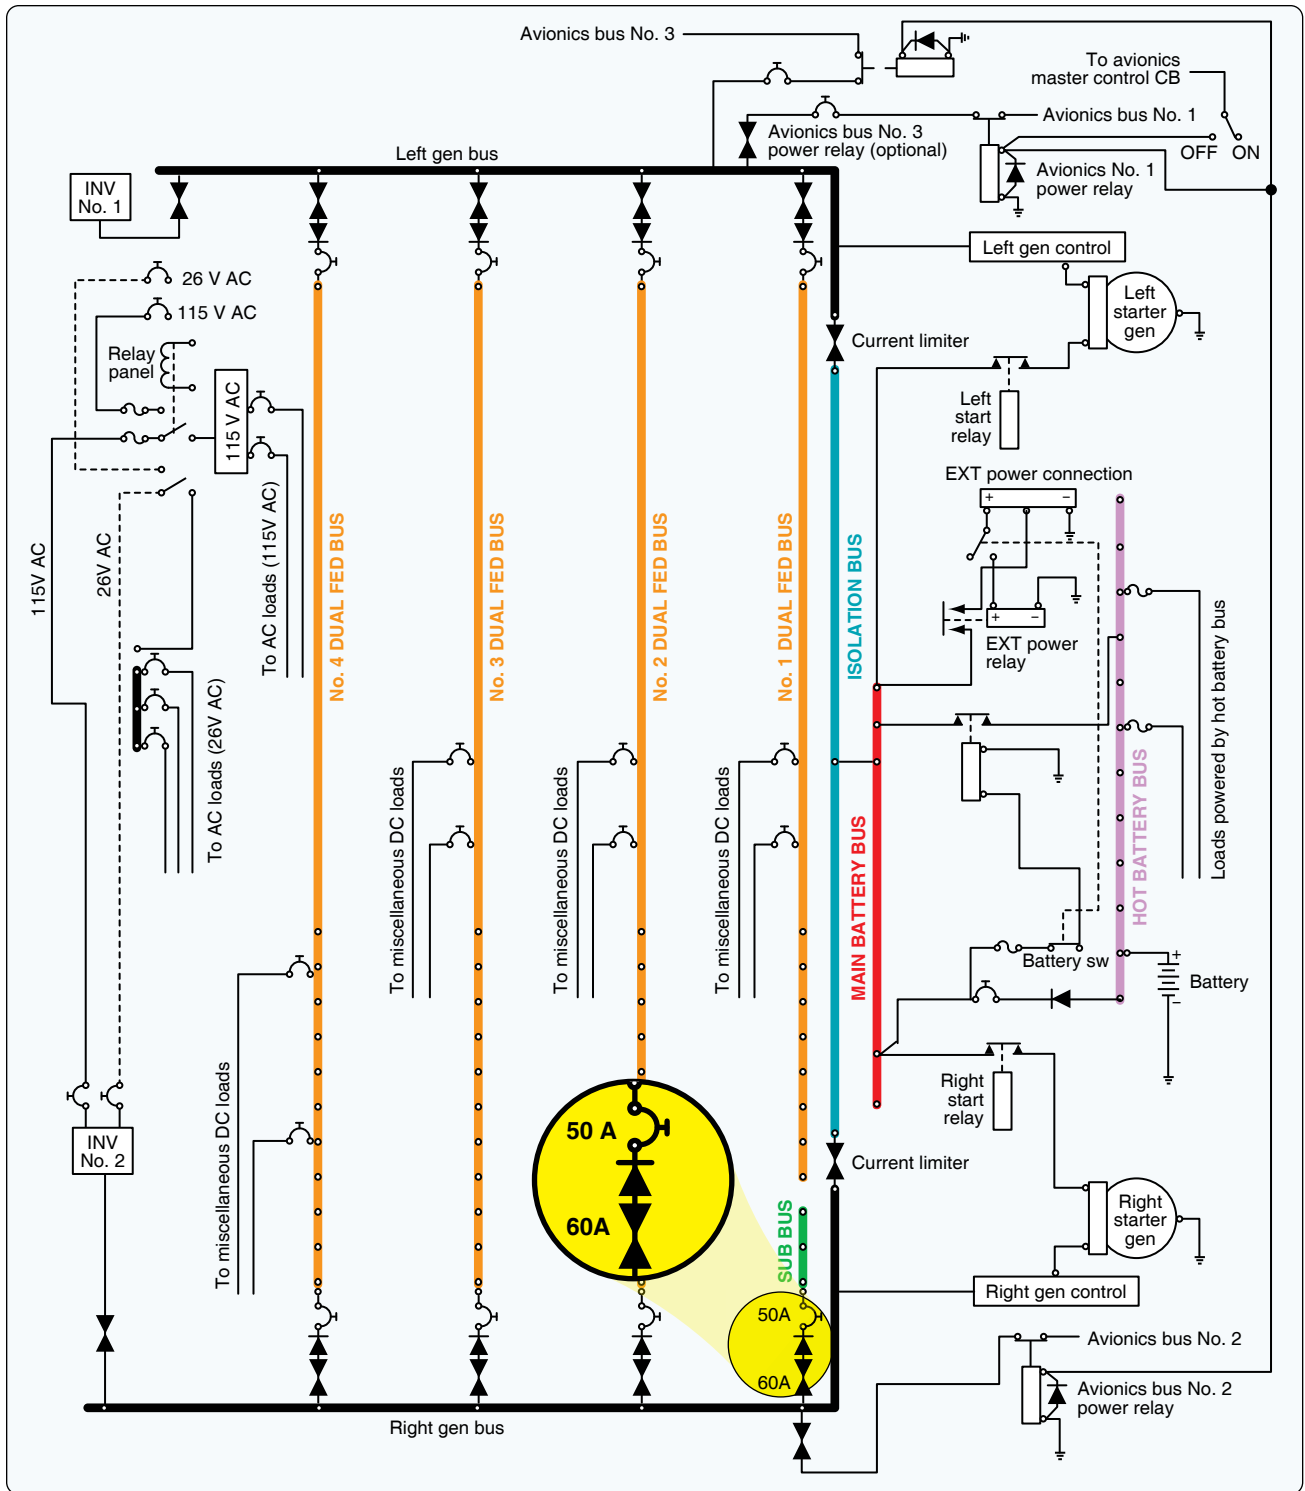 Avionics bus No. 3
To avionics
master control CB
Avionics bus No. 1
Avionics bus No. 3
power relay (optional)
OFF
ON
Left gen bus
Avionics No. 1
power relay
INV
No. 1
Left gen control
26 V AC
115 V AC
Left
starter
gen
Relay
panel
Current limiter
115 V AC
Left
start
relay
EXT power connection
+
−
115V AC
26V AC
To AC loads (115V AC)
No. 4 DUAL FED BUS
No. 3 DUAL FED BUS
No. 2 DUAL FED BUS
No. 1 DUAL FED BUS
ISOLATION BUS
+
−
EXT power
relay
Loads powered by hot battery bus
To AC loads (26V AC)
To miscellaneous DC loads
To miscellaneous DC loads
To miscellaneous DC loads
MAIN BATTERY BUS
HOT BATTERY BUS
Battery sw
+
−
Battery
To miscellaneous DC loads
Right
start
relay
50 A
60A
INV
No. 2
Current limiter
SUB BUS
Right
starter
gen
Right gen control
50A
60A
Avionics bus No. 2
Avionics bus No. 2
power relay
Right gen bus